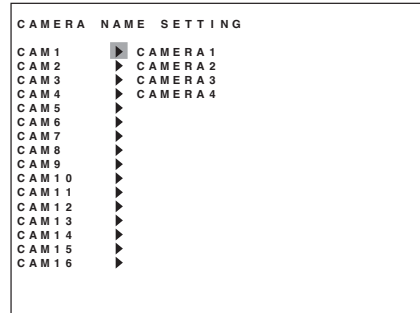 CAMERA NAME SETTING
CAM1 ▶ CAMERA1
CAM2 ▶ CAMERA2
CAM3 ▶ CAMERA3
CAM4 ▶ CAMERA4
CAM5 ▶
CAM6 ▶
CAM7 ▶
CAM8 ▶
CAM9 ▶
CAM10 ▶
CAM11 ▶
CAM12 ▶
CAM13 ▶
CAM14 ▶
CAM15 ▶
CAM16 ▶